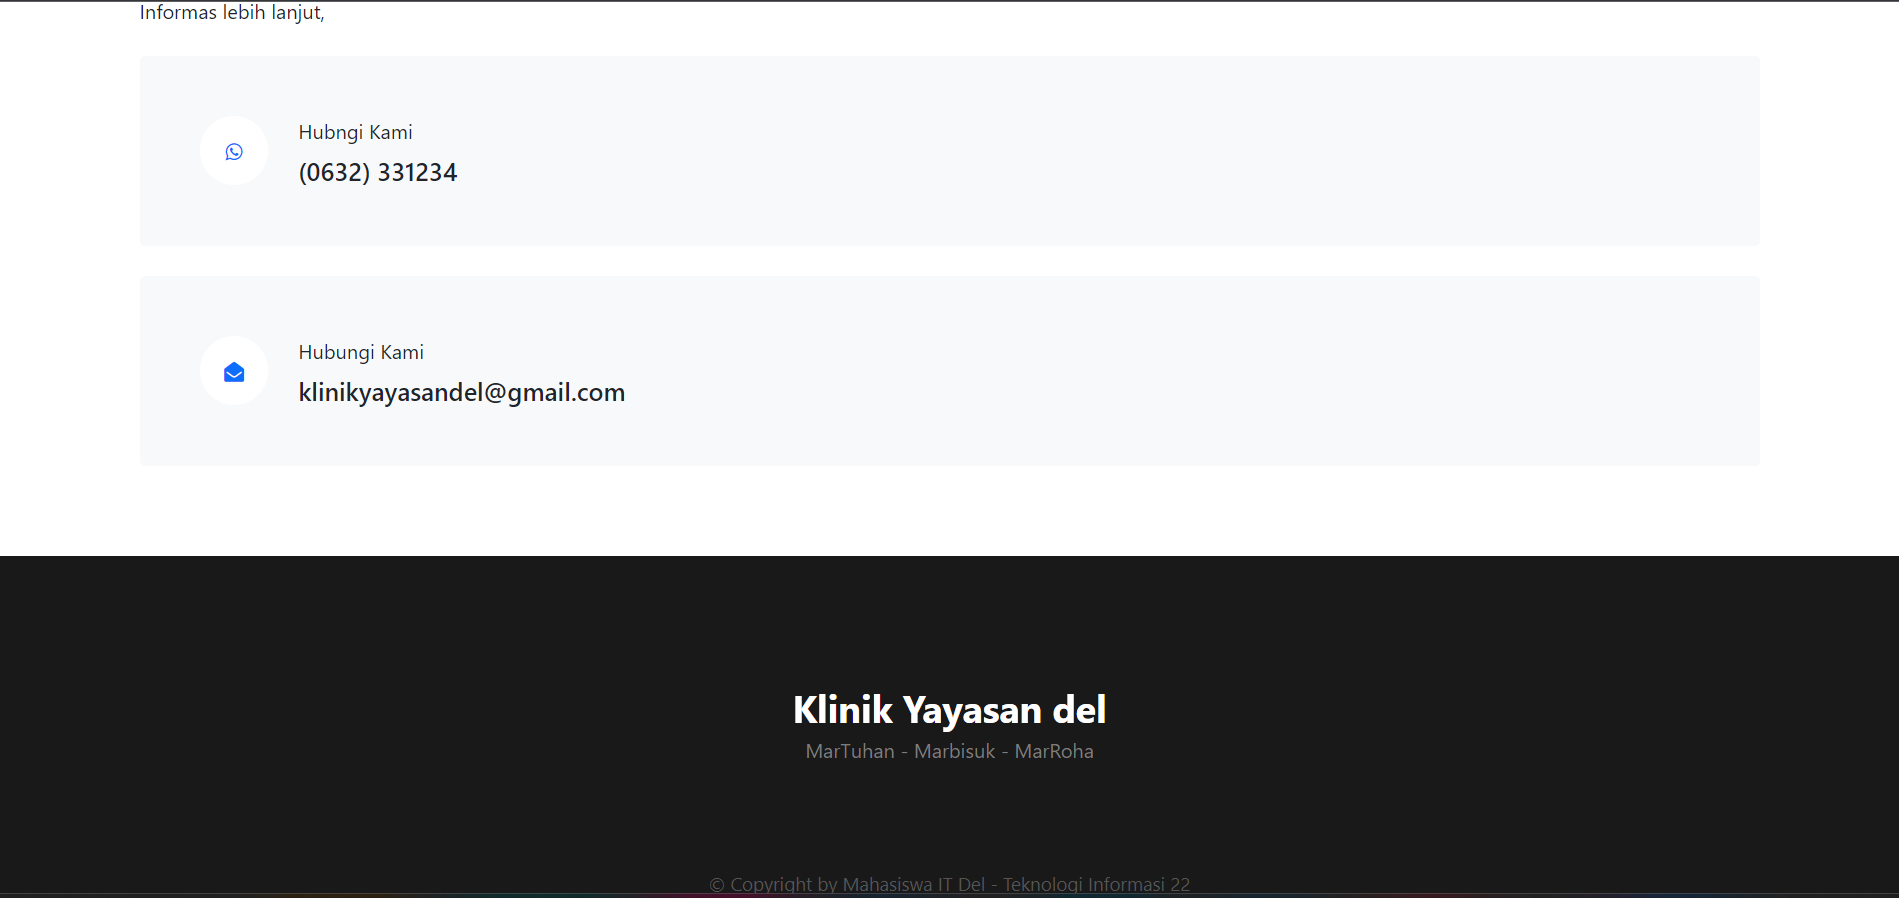 Informas lebih lanjut,
Hubngi Kami
(0632) 331234
Hubungi Kami
klinikyayasandel@gmail.com
Klinik Yayasan del
MarTuhan - Marbisuk - MarRoha
© Copyright by Mahasiswa IT Del - Teknologi Informasi 22